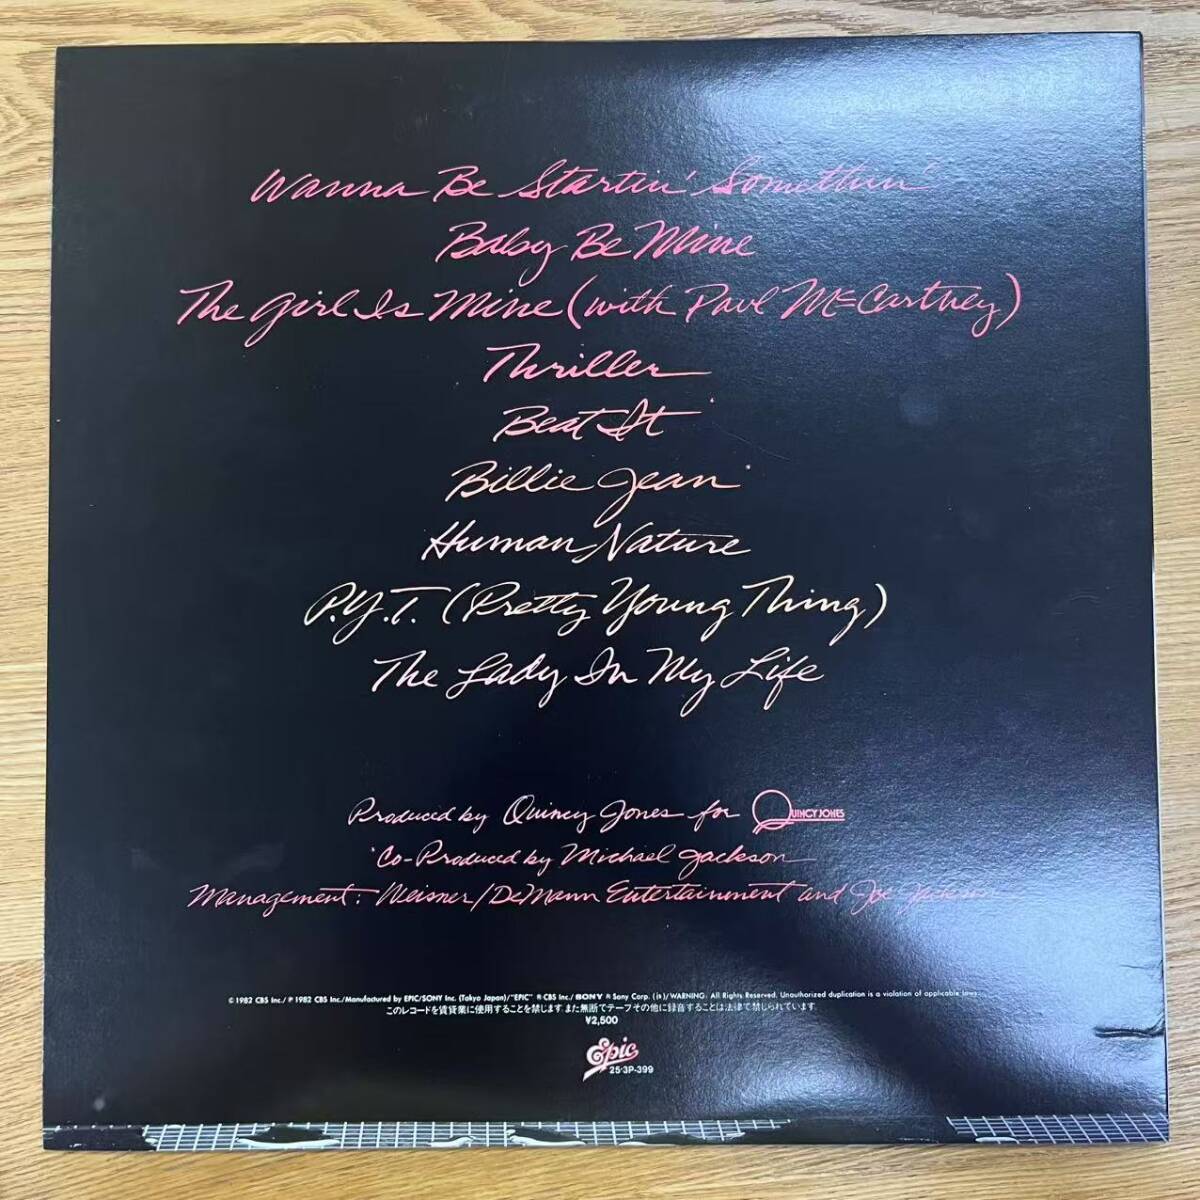 Wanna Be Startin' Somethin'
Baby Be Mine
The Girl Is Mine (with Paul McCartney)
Thriller
Beat It*
Billie Jean*
Human Nature
P.Y.T. (Pretty Young Thing)
The Lady In My Life
Produced by Quincy Jones for QUINCY JONES
*Co-Produced by Michael Jackson
Management: Weisner/DeMann Entertainment and Joe Jackson
© 1982 CBS Inc./℗ 1982 CBS Inc./Manufactured by EPIC/SONY Inc. (Tokyo Japan)/"EPIC" ® CBS Inc./SONY ® Sony Corp. (is)/WARNING: All Rights Reserved. Unauthorized duplication is a violation of applicable laws.
このレコードを賃貸業に使用することを禁じます.また無断でテープその他に録音することは法律で禁じられています.
¥2,500
Epic
25·3P-399